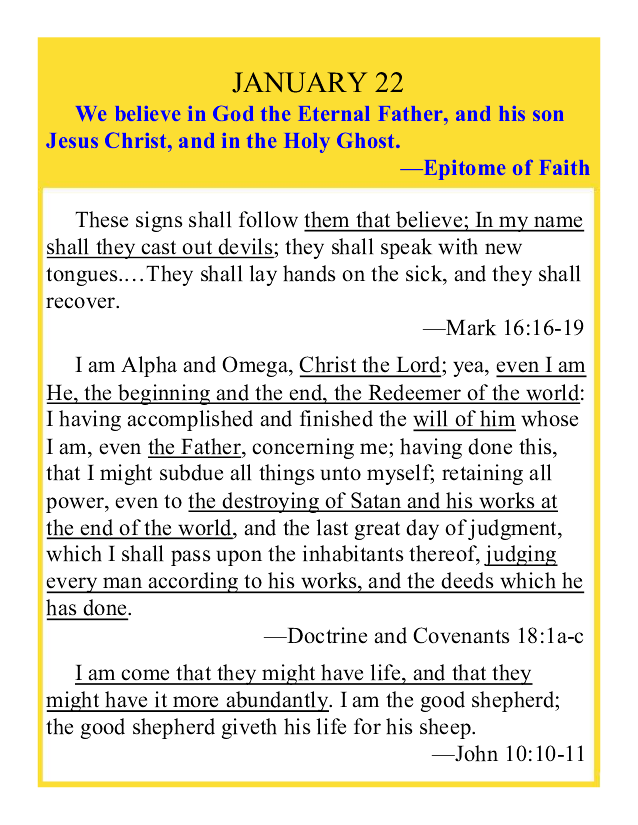 JANUARY 22
We believe in God the Eternal Father, and his son
Jesus Christ, and in the Holy Ghost.
—Epitome of Faith
These signs shall follow them that believe; In my name
shall they cast out devils; they shall speak with new
tongues.…They shall lay hands on the sick, and they shall
recover.
—Mark 16:16-19
I am Alpha and Omega, Christ the Lord; yea, even I am
He, the beginning and the end, the Redeemer of the world:
I having accomplished and finished the will of him whose
I am, even the Father, concerning me; having done this,
that I might subdue all things unto myself; retaining all
power, even to the destroying of Satan and his works at
the end of the world, and the last great day of judgment,
which I shall pass upon the inhabitants thereof, judging
every man according to his works, and the deeds which he
has done.
—Doctrine and Covenants 18:1a-c
I am come that they might have life, and that they
might have it more abundantly. I am the good shepherd;
the good shepherd giveth his life for his sheep.
—John 10:10-11